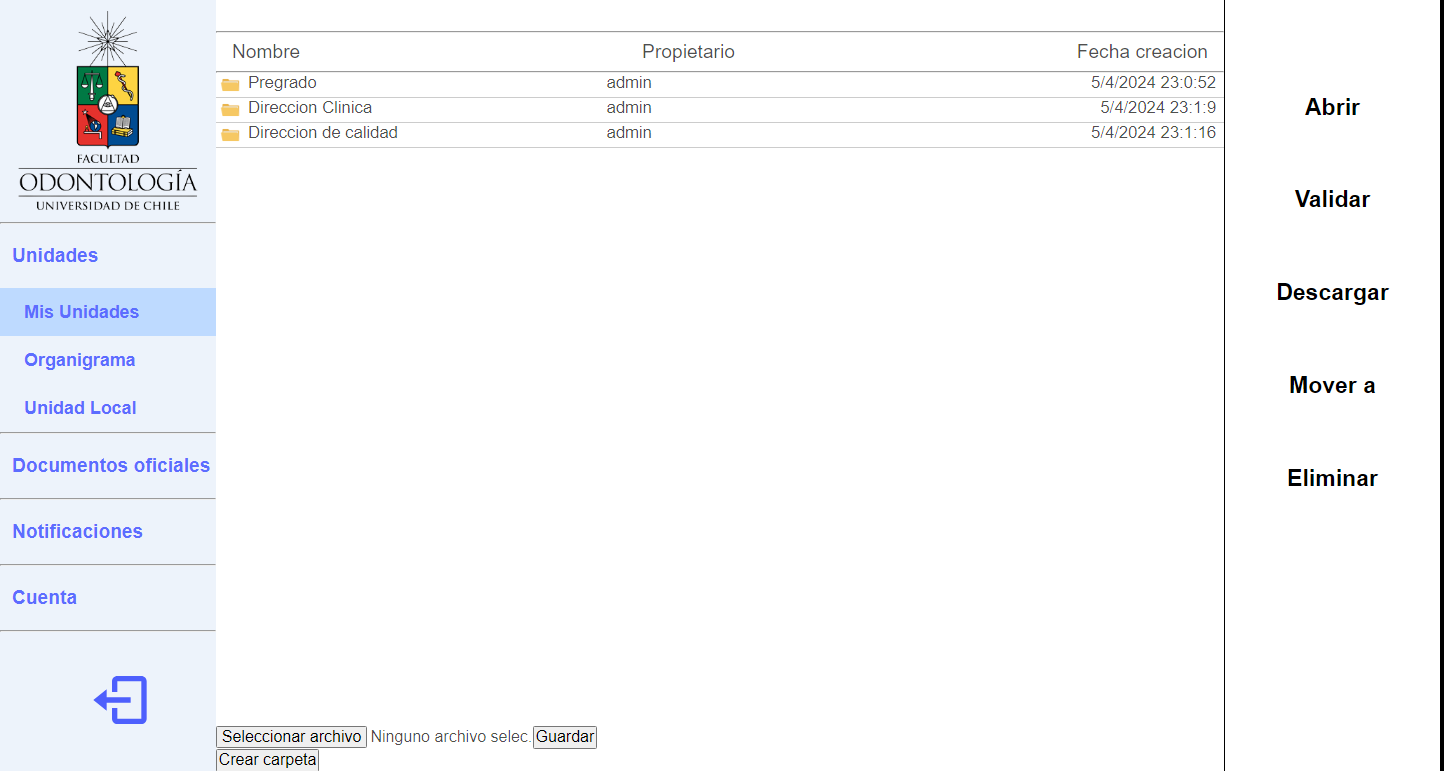 FACULTAD
ODONTOLOGÍA
UNIVERSIDAD DE CHILE
Unidades
Mis Unidades
Organigrama
Unidad Local
Documentos oficiales
Notificaciones
Cuenta
Nombre Propietario Fecha creacion
Pregrado admin 5/4/2024 23:0:52
Direccion Clinica admin 5/4/2024 23:1:9
Direccion de calidad admin 5/4/2024 23:1:16
Seleccionar archivo Ninguno archivo selec. Guardar
Crear carpeta
Abrir
Validar
Descargar
Mover a
Eliminar